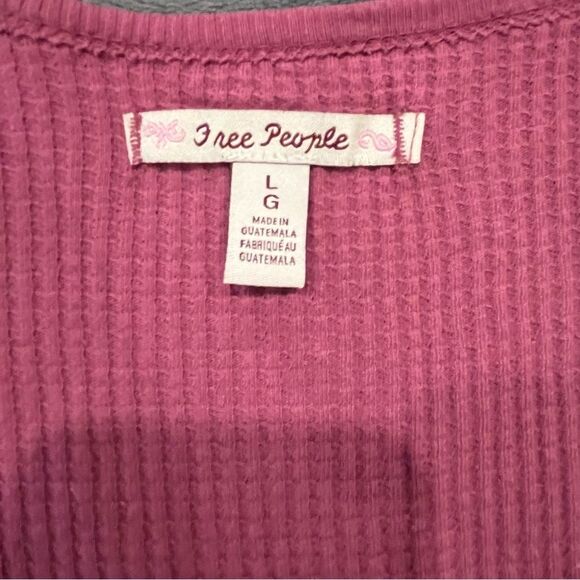 Free People
L
G
MADE IN
GUATEMALA
FABRIQUÉ AU
GUATEMALA